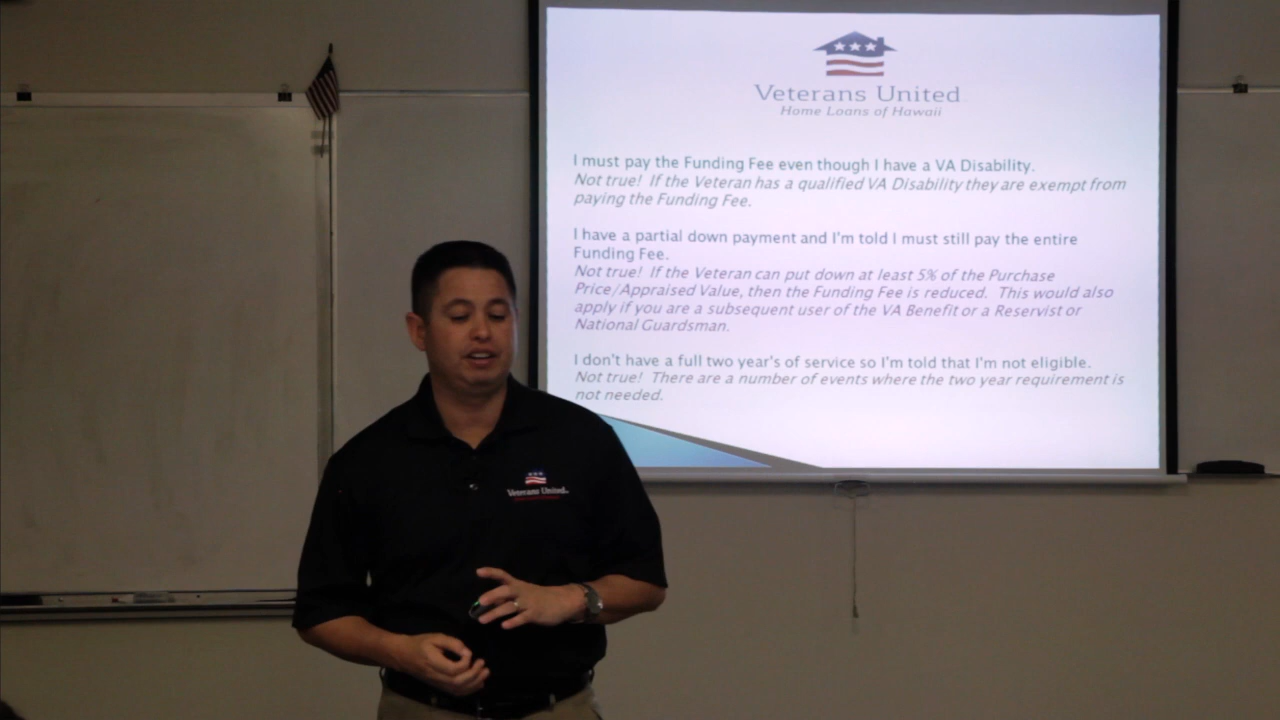 Veterans United
Home Loans of Hawaii
I must pay the Funding Fee even though I have a VA Disability.
Not true! If the Veteran has a qualified VA Disability they are exempt from
paying the Funding Fee.
I have a partial down payment and I'm told I must still pay the entire
Funding Fee.
Not true! If the Veteran can put down at least 5% of the Purchase
Price/Appraised Value, then the Funding Fee is reduced. This would also
apply if you are a subsequent user of the VA Benefit or a Reservist or
National Guardsman.
I don't have a full two year's of service so I'm told that I'm not eligible.
Not true! There are a number of events where the two year requirement is
not needed.
Veterans United